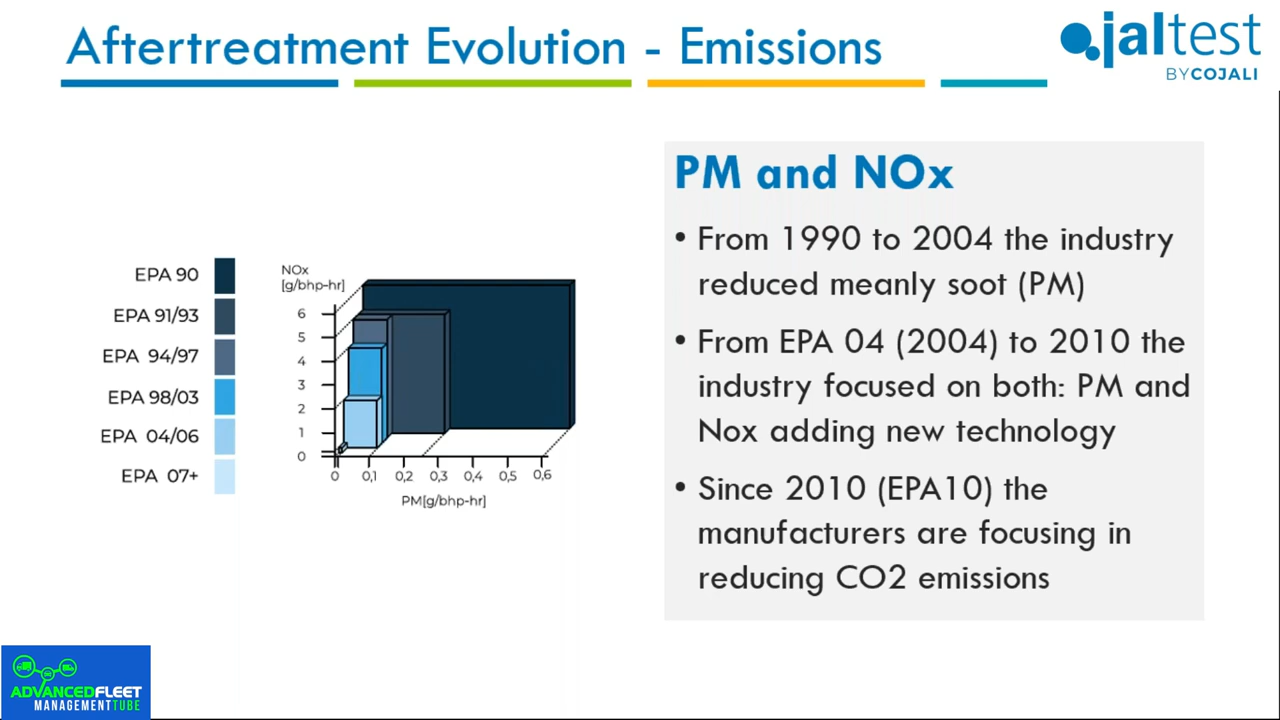 Aftertreatment Evolution - Emissions
jaltest
BY COJALI
EPA 90
EPA 91/93
EPA 94/97
EPA 98/03
EPA 04/06
EPA 07+
NOx
[g/bhp-hr]
6
5
4
3
2
1
0
0 0,1 0,2 0,3 0,4 0,5 0,6
PM[g/bhp-hr]
PM and NOx
• From 1990 to 2004 the industry
reduced meanly soot (PM)
• From EPA 04 (2004) to 2010 the
industry focused on both: PM and
Nox adding new technology
• Since 2010 (EPA10) the
manufacturers are focusing in
reducing CO2 emissions
ADVANCEDFLEET
MANAGEMENTTUBE